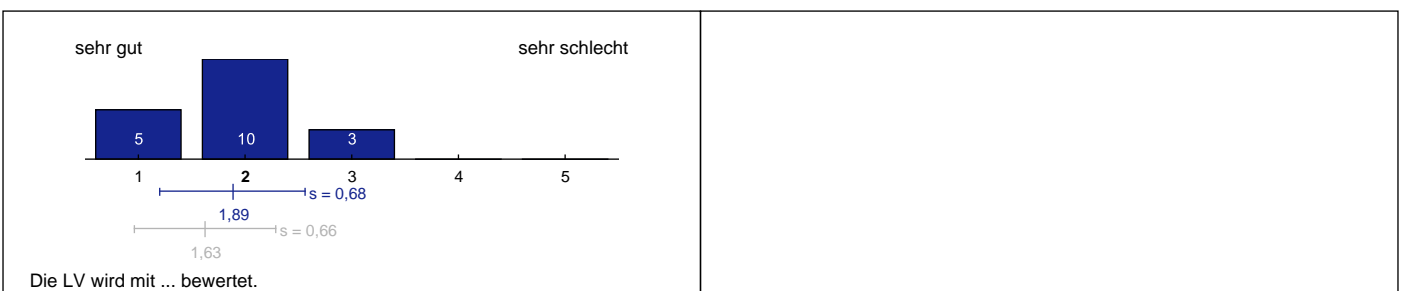 sehr gut sehr schlecht
5 10 3
1 2 3 4 5
s = 0,68
1,89
s = 0,66
1,63
Die LV wird mit ... bewertet.